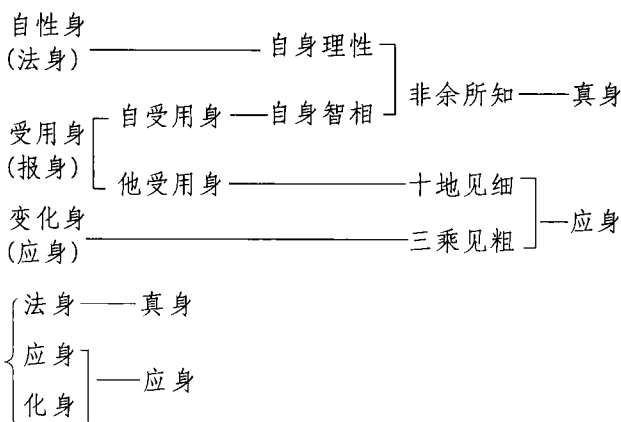 自性身 自身理性
(法身)
非余所知 真身
受用身 自受用身 自身智相
(报身)
他受用身 十地见细
变化身 应身
(应身) 三乘见粗
法身 真身
应身
应身
化身